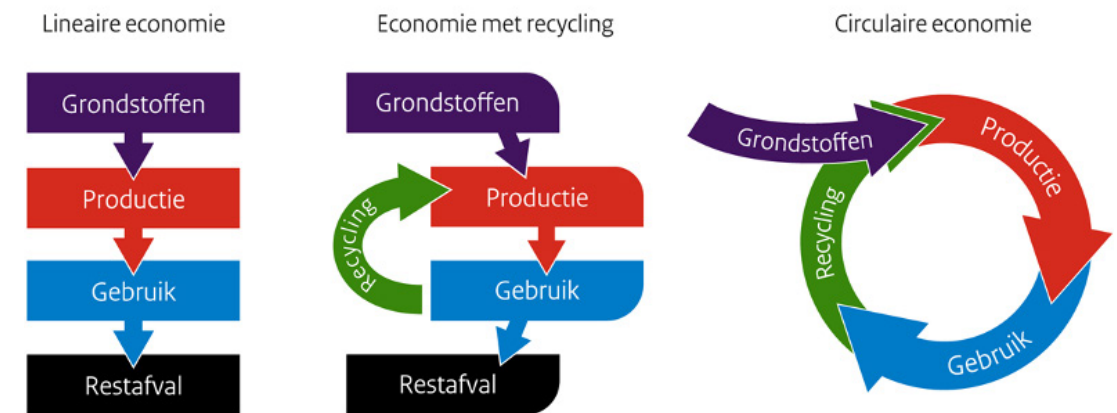 Lineaire economie
Grondstoffen
Productie
Gebruik
Restafval
Economie met recycling
Grondstoffen
Productie
Recycling
Gebruik
Restafval
Circulaire economie
Grondstoffen
Productie
Gebruik
Recycling